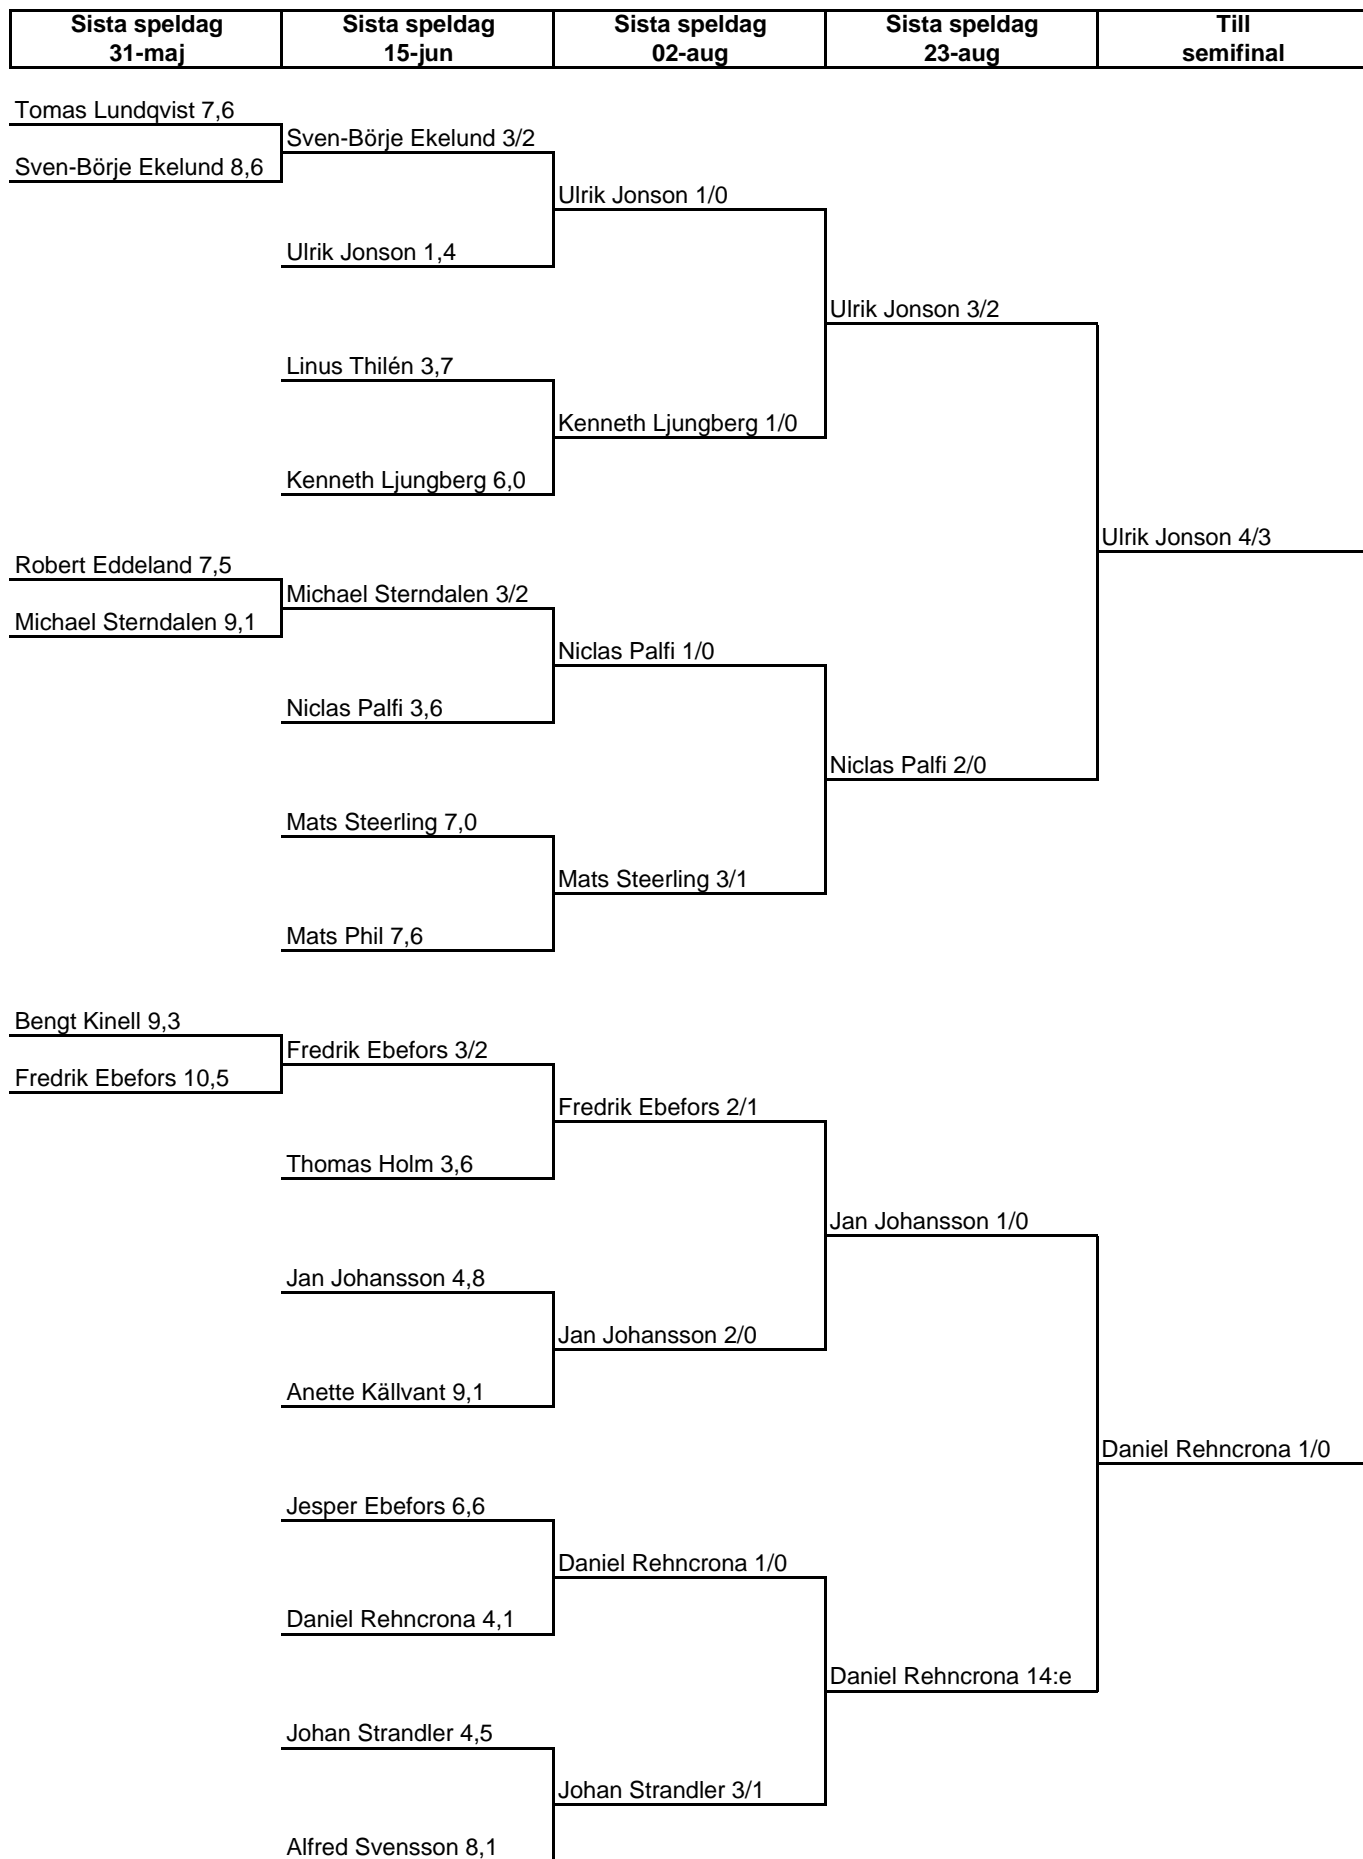 Sista speldag
31-maj
Sista speldag
15-jun
Sista speldag
02-aug
Sista speldag
23-aug
Till
semifinal
Tomas Lundqvist 7,6
Sven-Börje Ekelund 3/2
Sven-Börje Ekelund 8,6
Ulrik Jonson 1/0
Ulrik Jonson 1,4
Ulrik Jonson 3/2
Linus Thilén 3,7
Kenneth Ljungberg 1/0
Kenneth Ljungberg 6,0
Ulrik Jonson 4/3
Robert Eddeland 7,5
Michael Sterndalen 3/2
Michael Sterndalen 9,1
Niclas Palfi 1/0
Niclas Palfi 3,6
Niclas Palfi 2/0
Mats Steerling 7,0
Mats Steerling 3/1
Mats Phil 7,6
Bengt Kinell 9,3
Fredrik Ebefors 3/2
Fredrik Ebefors 10,5
Fredrik Ebefors 2/1
Thomas Holm 3,6
Jan Johansson 1/0
Jan Johansson 4,8
Jan Johansson 2/0
Anette Källvant 9,1
Daniel Rehncrona 1/0
Jesper Ebefors 6,6
Daniel Rehncrona 1/0
Daniel Rehncrona 4,1
Daniel Rehncrona 14:e
Johan Strandler 4,5
Johan Strandler 3/1
Alfred Svensson 8,1